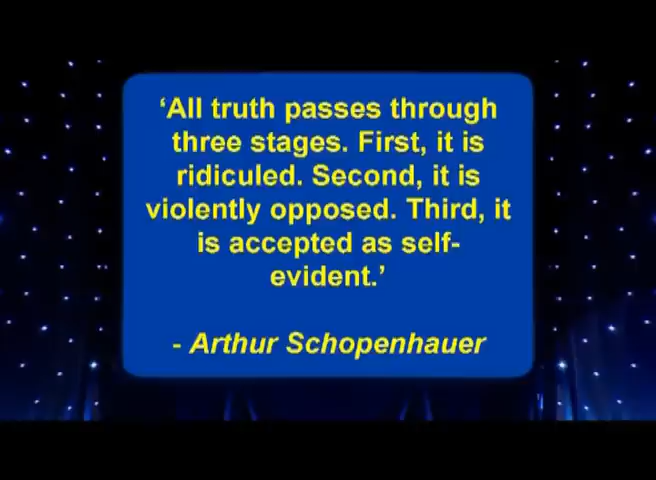 ‘All truth passes through
three stages. First, it is
ridiculed. Second, it is
violently opposed. Third, it
is accepted as self-
evident.’
- Arthur Schopenhauer